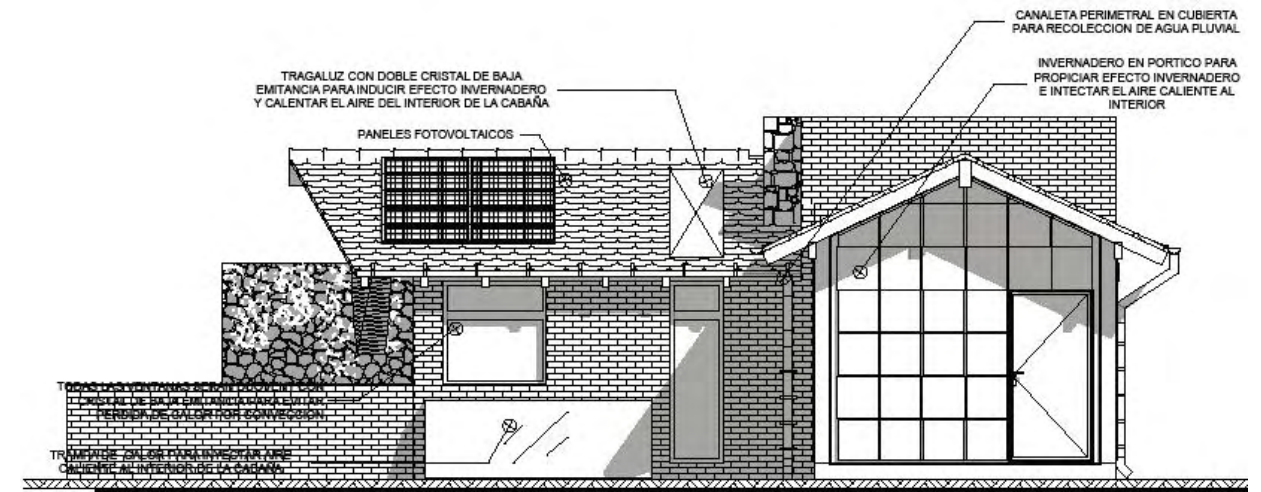 CANALETA PERIMETRAL EN CUBIERTA
PARA RECOLECCION DE AGUA PLUVIAL
INVERNADERO EN PORTICO PARA
PROPICIAR EFECTO INVERNADERO
E INTECTAR EL AIRE CALIENTE AL
INTERIOR
TRAGALUZ CON DOBLE CRISTAL DE BAJA
EMITANCIA PARA INDUCIR EFECTO INVERNADERO
Y CALENTAR EL AIRE DEL INTERIOR DE LA CABAÑA
PANELES FOTOVOLTAICOS
TODAS LAS VENTANAS SERAN DUOVENT CON
CRISTAL DE BAJA EMITANCIA PARA EVITAR
PERDIDA DE CALOR POR CONVECCION
TRAMPA DE CALOR PARA INYECTAR AIRE
CALIENTE AL INTERIOR DE LA CABAÑA